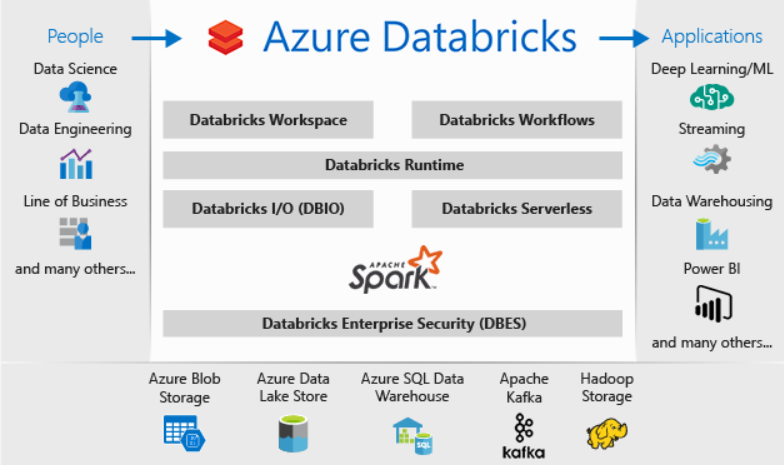 People
Azure Databricks
Applications
Data Science
Data Engineering
Line of Business
and many others...
Databricks Workspace
Databricks Workflows
Databricks Runtime
Databricks I/O (DBIO)
Databricks Serverless
APACHE
Spark™
Databricks Enterprise Security (DBES)
Deep Learning/ML
Streaming
Data Warehousing
Power BI
and many others...
Azure Blob
Storage
Azure Data
Lake Store
Azure SQL Data
Warehouse
SQL
Apache
Kafka
kafka
Hadoop
Storage